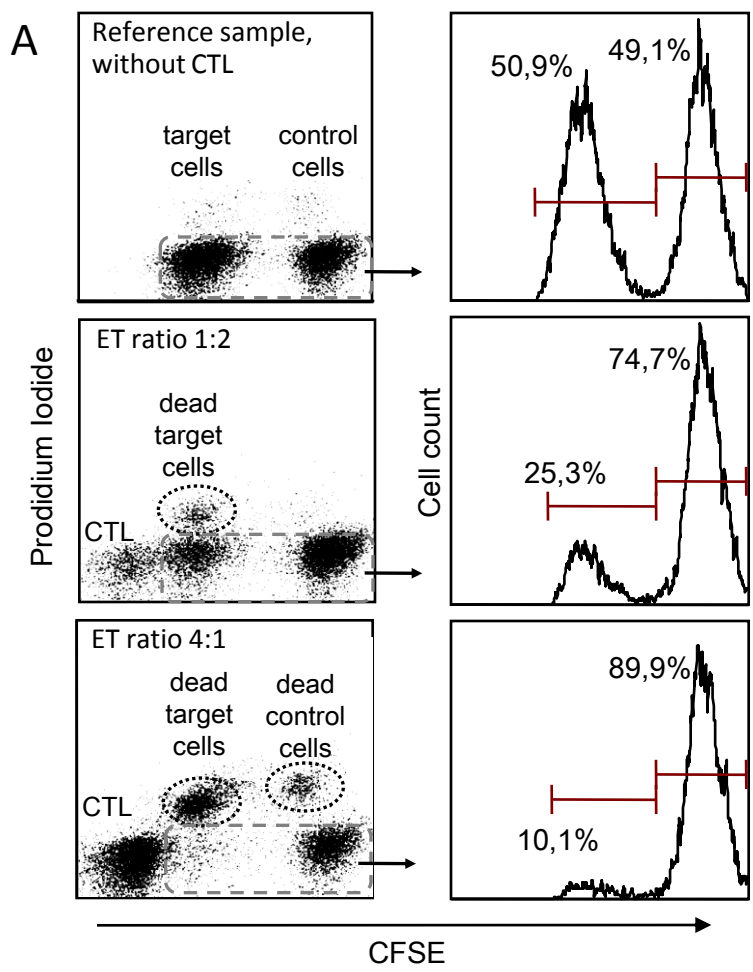 A
Reference sample,
without CTL
target
cells
control
cells
50,9%
49,1%
ET ratio 1:2
dead
target
cells
CTL
74,7%
25,3%
ET ratio 4:1
dead
target
cells
dead
control
cells
CTL
89,9%
10,1%
Prodidium Iodide
Cell count
CFSE